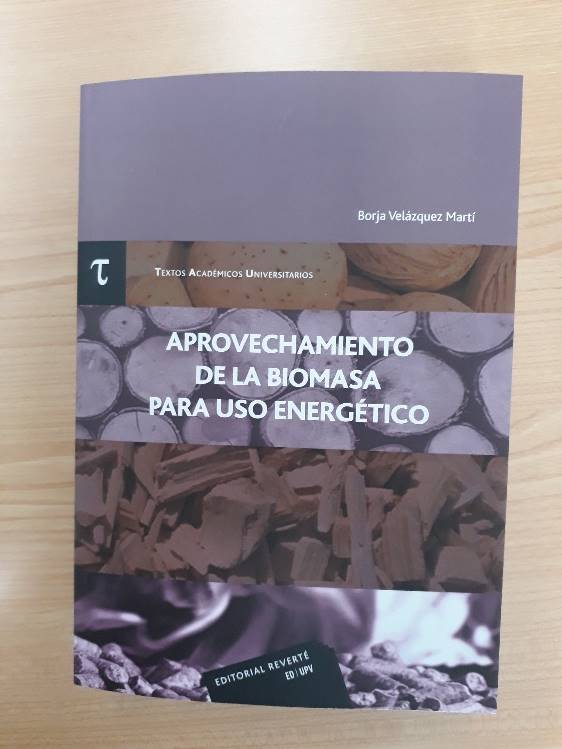 Borja Velázquez Martí
τ
Textos Académicos Universitarios
APROVECHAMIENTO
DE LA BIOMASA
PARA USO ENERGÉTICO
EDITORIAL REVERTÉ
ED | UPV